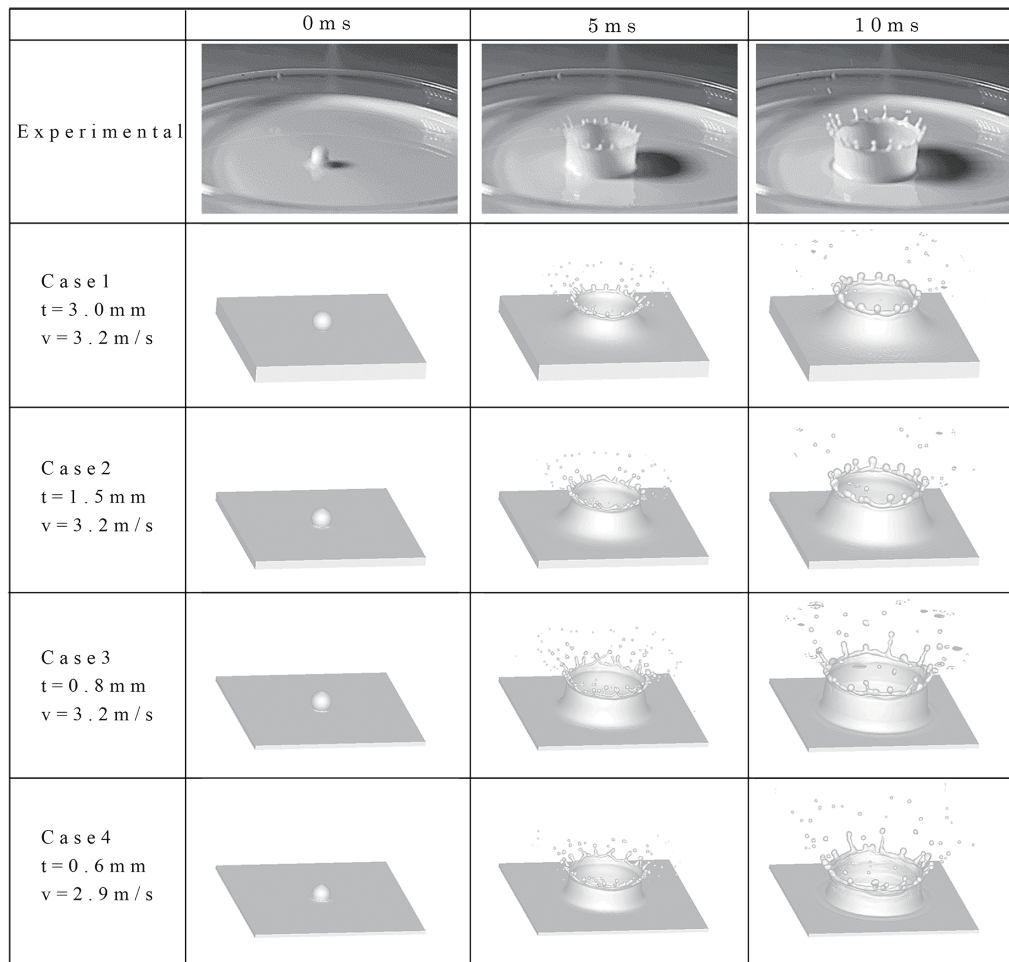 0ms 5ms 10ms
Experimental
Case1
t=3.0mm
v=3.2m/s
Case2
t=1.5mm
v=3.2m/s
Case3
t=0.8mm
v=3.2m/s
Case4
t=0.6mm
v=2.9m/s